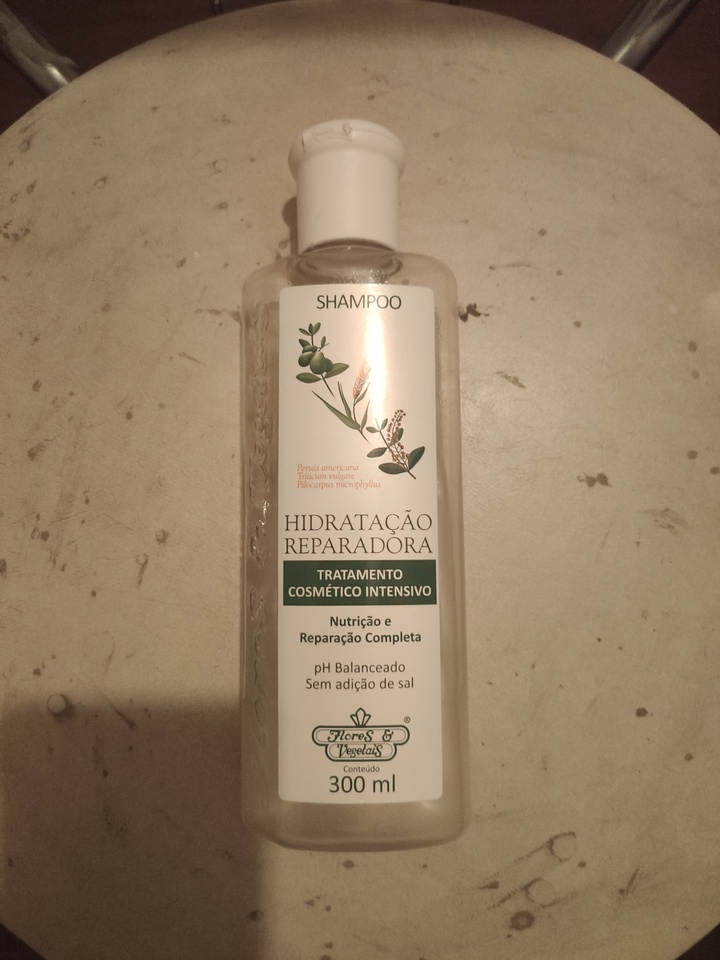 SHAMPOO
Persea americana
Triticum vulgare
Pilocarpus microphyllus
HIDRATAÇÃO
REPARADORA
TRATAMENTO
COSMÉTICO INTENSIVO
Nutrição e
Reparação Completa
pH Balanceado
Sem adição de sal
Flores &
Vegetais
®
Conteúdo
300 ml